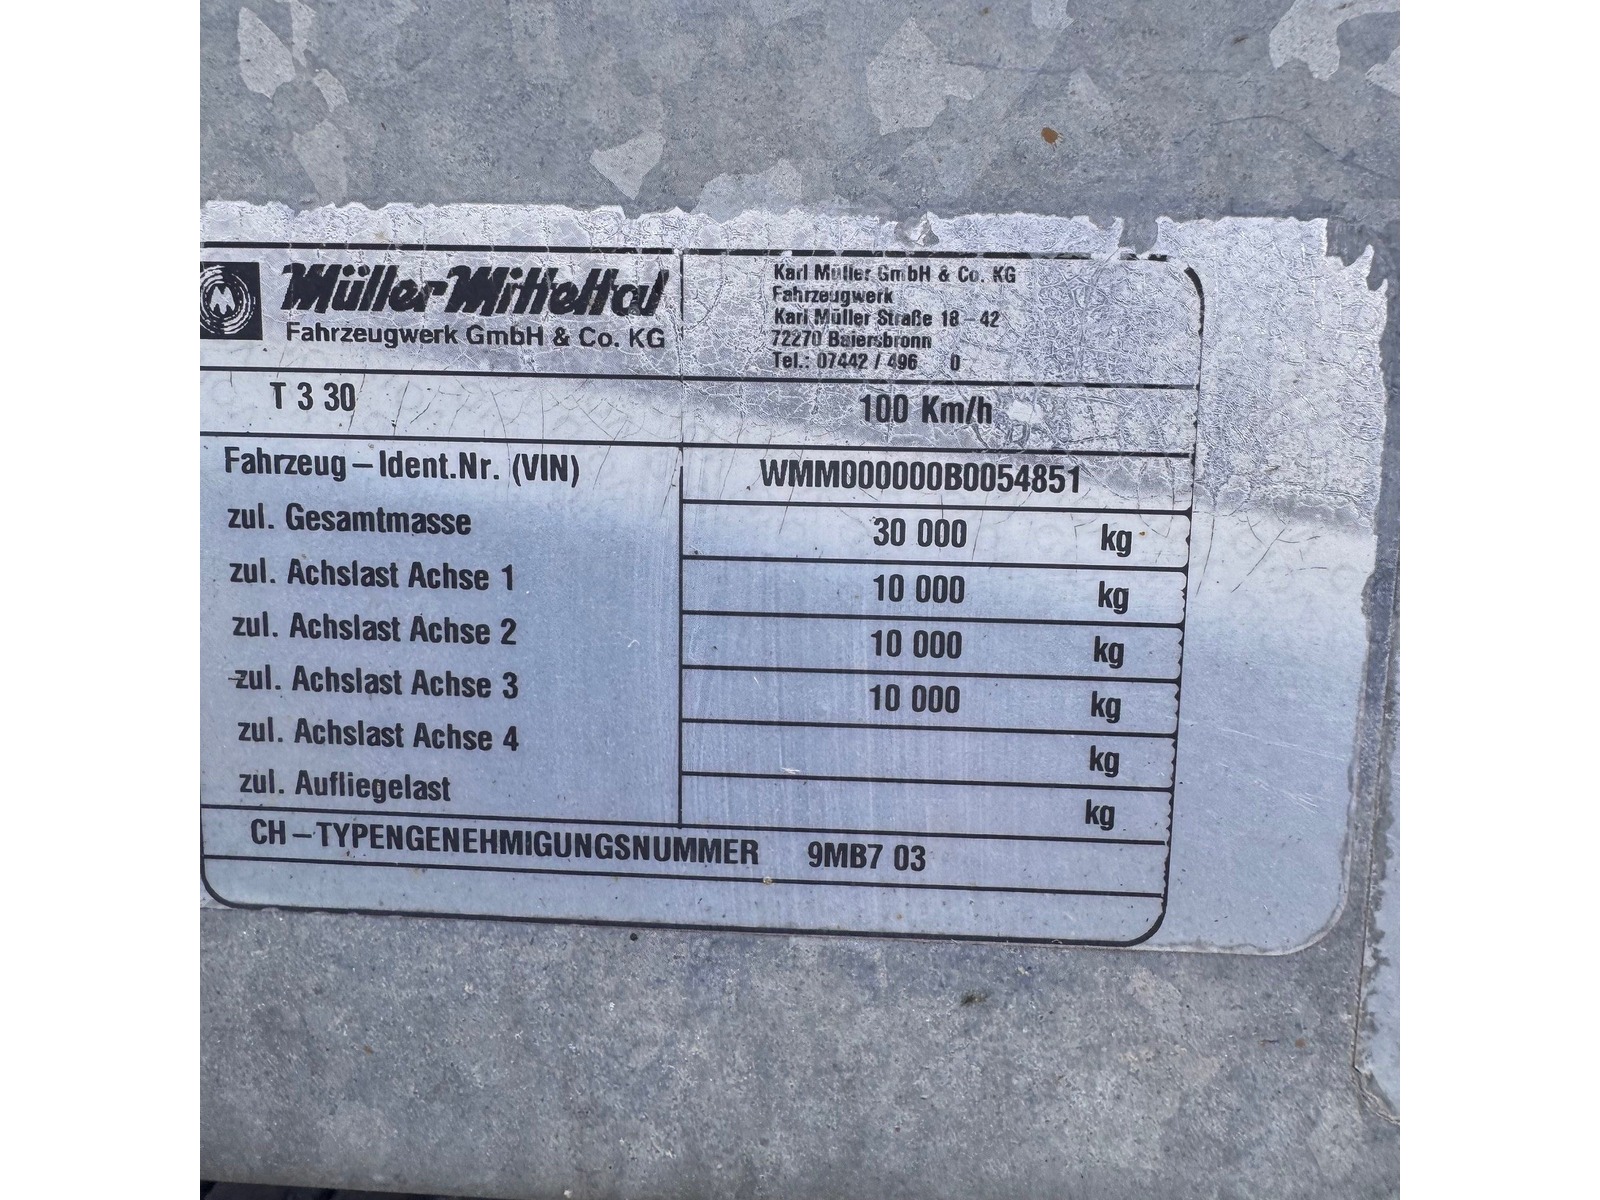 Müller Mitteltal
Fahrzeugwerk GmbH & Co. KG
Karl Müller GmbH & Co. KG
Fahrzeugwerk
Karl Müller Straße 18 - 42
72270 Baiersbronn
Tel.: 07442 / 496 0
T 3 30 100 Km/h
Fahrzeug - Ident.Nr. (VIN) WMM000000B0054851
zul. Gesamtmasse 30 000 kg
zul. Achslast Achse 1 10 000 kg
zul. Achslast Achse 2 10 000 kg
zul. Achslast Achse 3 10 000 kg
zul. Achslast Achse 4 kg
zul. Aufliegelast kg
CH - TYPENGENEHMIGUNGSNUMMER 9MB7 03